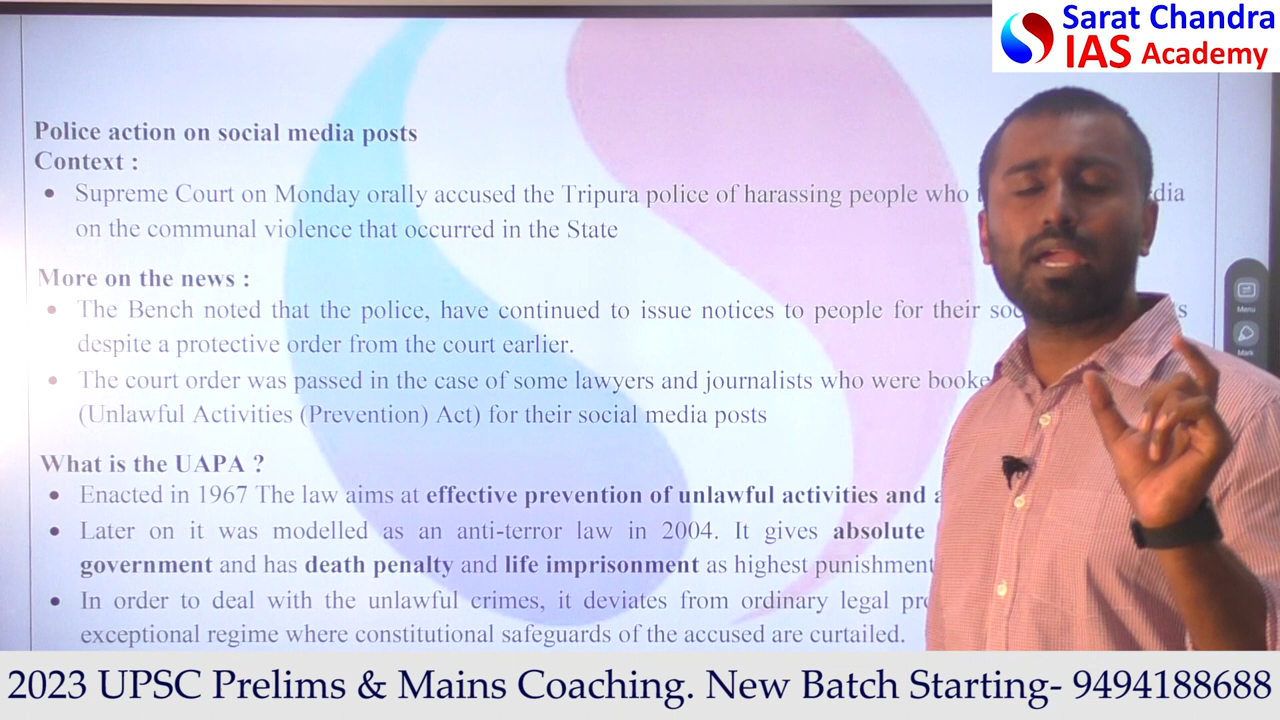 Sarat Chandra
IAS Academy
Police action on social media posts
Context :
• Supreme Court on Monday orally accused the Tripura police of harassing people who
on the communal violence that occurred in the State
More on the news :
• The Bench noted that the police, have continued to issue notices to people for their
despite a protective order from the court earlier.
• The court order was passed in the case of some lawyers and journalists who were
(Unlawful Activities (Prevention) Act) for their social media posts
What is the UAPA ?
• Enacted in 1967 The law aims at effective prevention of unlawful activities and
• Later on it was modelled as an anti-terror law in 2004. It gives absolute
government and has death penalty and life imprisonment as highest punishment
• In order to deal with the unlawful crimes, it deviates from ordinary legal
exceptional regime where constitutional safeguards of the accused are curtailed.
Menu
Mark
2023 UPSC Prelims & Mains Coaching. New Batch Starting- 9494188688